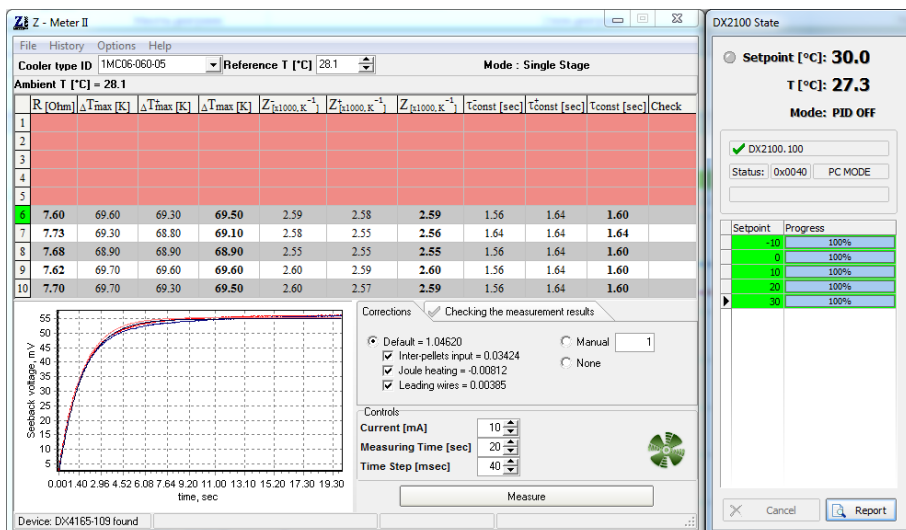 Z - Meter II
File History Options Help
Cooler type ID 1MC06-060-05 Reference T [°C] 28.1 Mode : Single Stage
Ambient T [°C] = 28.1
R [Ohm] ΔT⁻max [K] ΔT⁺max [K] ΔTmax [K] Z⁻[x1000, K⁻¹] Z⁺[x1000, K⁻¹] Z [x1000, K⁻¹] τ⁻const [sec] τ⁺const [sec] τconst [sec] Check
1
2
3
4
5
6 7.60 69.60 69.30 69.50 2.59 2.58 2.59 1.56 1.64 1.60
7 7.73 69.30 68.80 69.10 2.58 2.55 2.56 1.64 1.64 1.64
8 7.68 68.90 68.90 68.90 2.55 2.55 2.55 1.56 1.64 1.60
9 7.62 69.70 69.60 69.60 2.60 2.59 2.60 1.56 1.64 1.60
10 7.70 69.70 69.30 69.50 2.60 2.57 2.59 1.56 1.64 1.60
Seeback voltage, mV
55
50
45
40
35
30
25
20
15
10
5
0.00 1.40 2.96 4.52 6.08 7.64 9.20 11.00 13.10 15.20 17.30 19.30
time, sec
Corrections Checking the measurement results
Default = 1.04620 Manual 1
Inter-pellets input = 0.03424 None
Joule heating = -0.00812
Leading wires = 0.00385
Controls
Current [mA] 10
Measuring Time [sec] 20
Time Step [msec] 40
Measure
Device: DX4165-109 found
DX2100 State
Setpoint [°C]: 30.0
T [°C]: 27.3
Mode: PID OFF
DX2100.100
Status: 0x0040 PC MODE
Setpoint Progress
-10 100%
0 100%
10 100%
20 100%
30 100%
Cancel Report